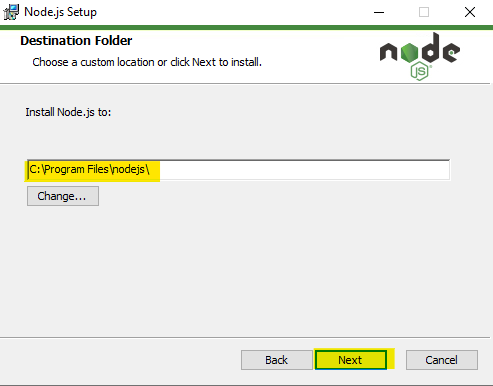 Node.js Setup
Destination Folder
Choose a custom location or click Next to install.
node
JS
Install Node.js to:
C:\Program Files\nodejs\
Change...
Back
Next
Cancel